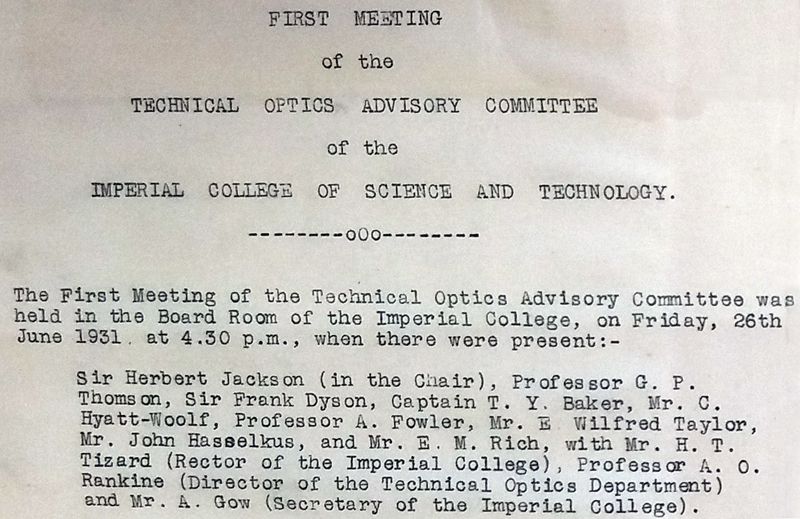 FIRST MEETING
of the
TECHNICAL OPTICS ADVISORY COMMITTEE
of the
IMPERIAL COLLEGE OF SCIENCE AND TECHNOLOGY.
--------oOo--------
The First Meeting of the Technical Optics Advisory Committee was
held in the Board Room of the Imperial College, on Friday, 26th
June 1931. at 4.30 p.m., when there were present:-
Sir Herbert Jackson (in the Chair), Professor G. P.
Thomson, Sir Frank Dyson, Captain T. Y. Baker, Mr. C.
Hyatt-Woolf, Professor A. Fowler, Mr. E Wilfred Taylor,
Mr. John Hasselkus, and Mr. E. M. Rich, with Mr. H. T.
Tizard (Rector of the Imperial College), Professor A. O.
Rankine (Director of the Technical Optics Department)
and Mr. A. Gow (Secretary of the Imperial College).